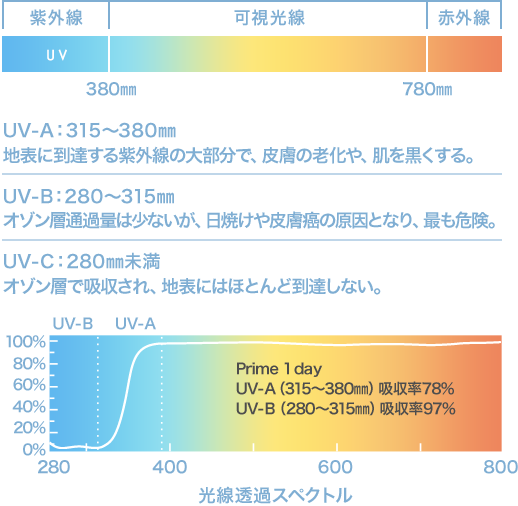 紫外線 可視光線 赤外線
UV
380㎜ 780㎜
UV-A：315～380㎜
地表に到達する紫外線の大部分で、皮膚の老化や、肌を黒くする。
UV-B：280～315㎜
オゾン層通過量は少ないが、日焼けや皮膚癌の原因となり、最も危険。
UV-C：280㎜未満
オゾン層で吸収され、地表にはほとんど到達しない。
UV-B UV-A
100%
80%
60%
40%
20%
0%
Prime 1 day
UV-A（315～380㎜）吸収率78%
UV-B（280～315㎜）吸収率97%
280 400 600 800
光線透過スペクトル